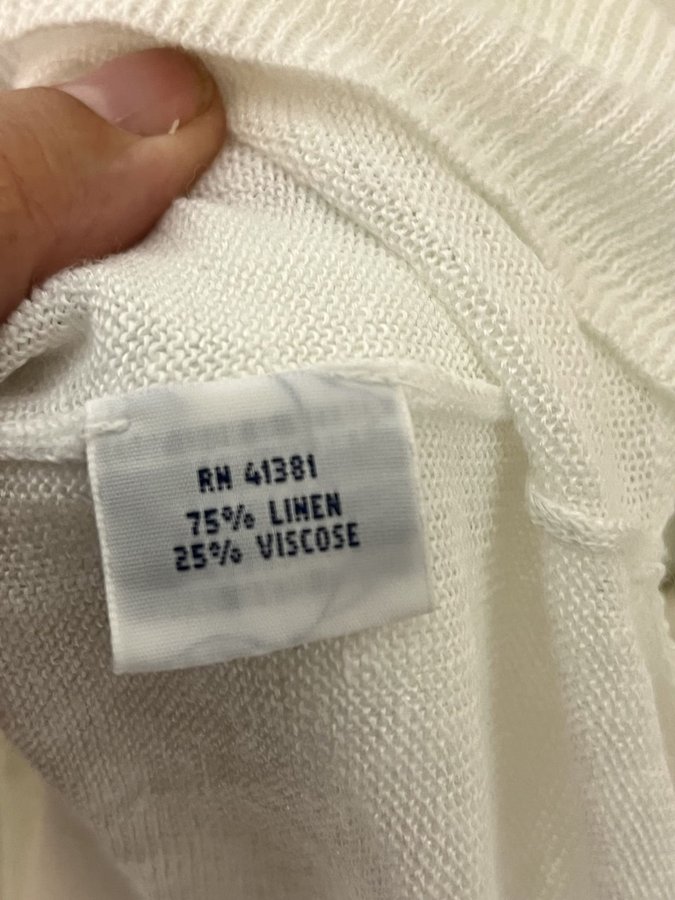 RN 41381
75% LINEN
25% VISCOSE